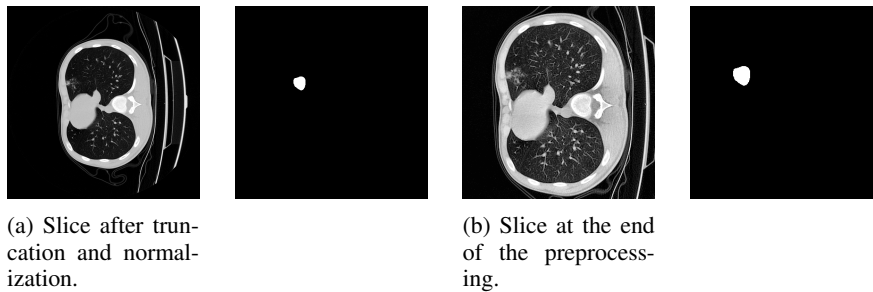 (a) Slice after trun-
cation and normal-
ization.
(b) Slice at the end
of the preprocess-
ing.